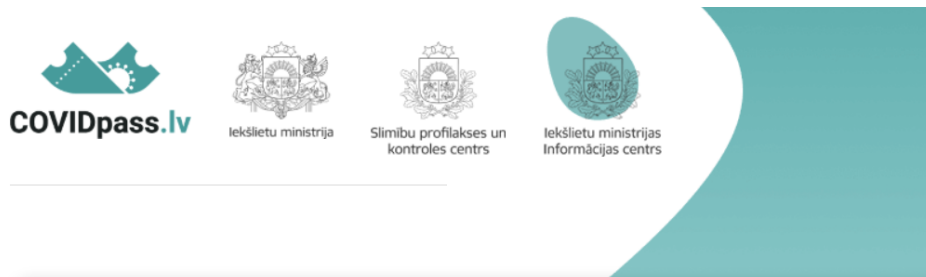 COVIDpass.lv
Iekšlietu ministrija
Slimību profilakses un
kontroles centrs
Iekšlietu ministrijas
Informācijas centrs